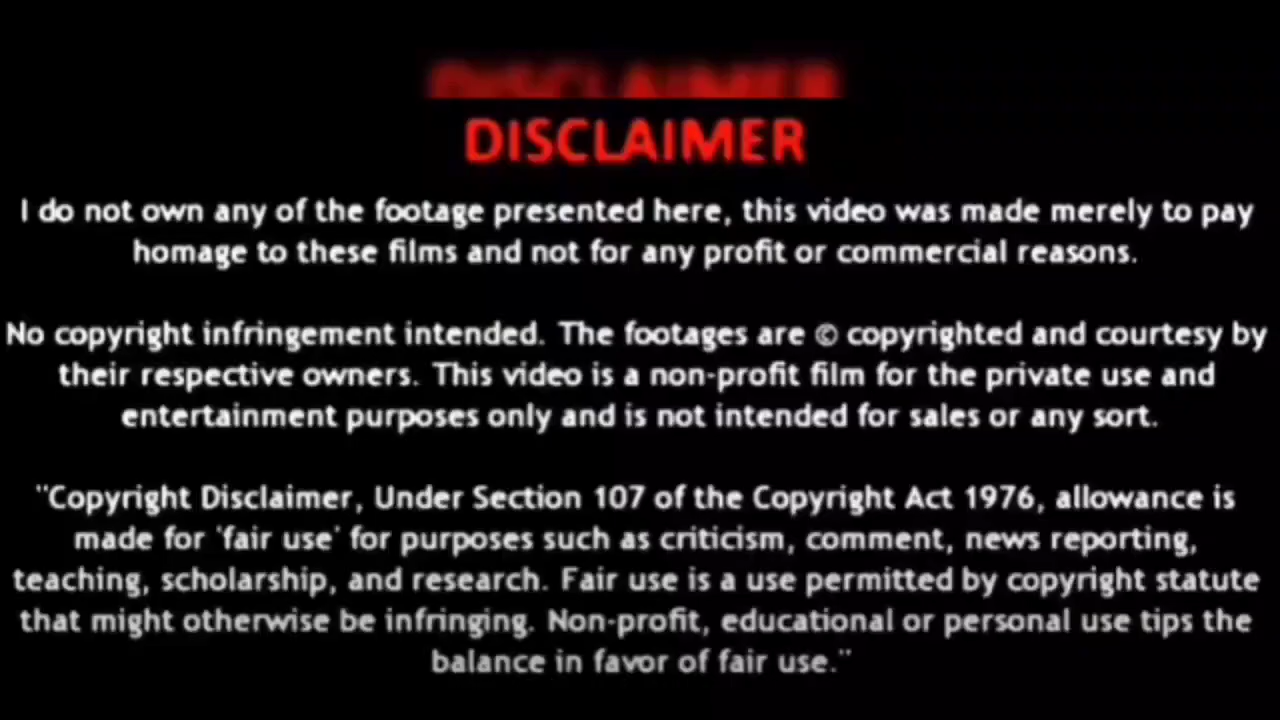 DISCLAIMER
DISCLAIMER
I do not own any of the footage presented here, this video was made merely to pay
homage to these films and not for any profit or commercial reasons.
No copyright infringement intended. The footages are © copyrighted and courtesy by
their respective owners. This video is a non-profit film for the private use and
entertainment purposes only and is not intended for sales or any sort.
"Copyright Disclaimer, Under Section 107 of the Copyright Act 1976, allowance is
made for 'fair use' for purposes such as criticism, comment, news reporting,
teaching, scholarship, and research. Fair use is a use permitted by copyright statute
that might otherwise be infringing. Non-profit, educational or personal use tips the
balance in favor of fair use."